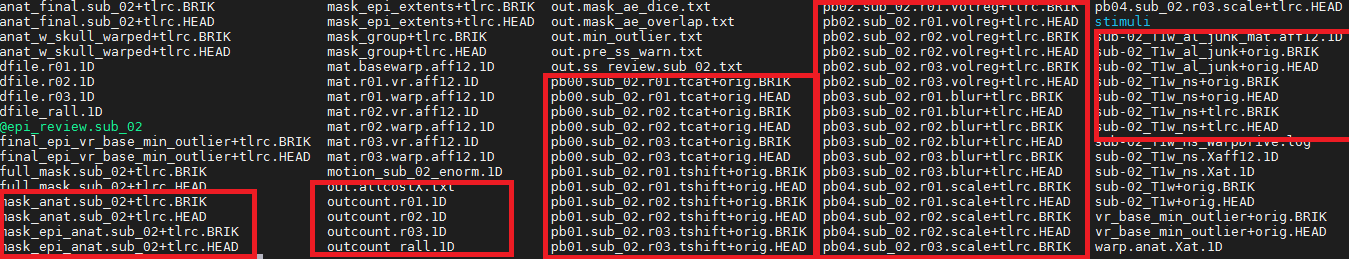 anat_final.sub_02+tlrc.BRIK
anat_final.sub_02+tlrc.HEAD
anat_w_skull_warped+tlrc.BRIK
anat_w_skull_warped+tlrc.HEAD
dfile.r01.1D
dfile.r02.1D
dfile.r03.1D
dfile_rall.1D
@epi_review.sub_02
final_epi_vr_base_min_outlier+tlrc.BRIK
final_epi_vr_base_min_outlier+tlrc.HEAD
full_mask.sub_02+tlrc.BRIK
full_mask.sub_02+tlrc.HEAD
mask_anat.sub_02+tlrc.BRIK
mask_anat.sub_02+tlrc.HEAD
mask_epi_anat.sub_02+tlrc.BRIK
mask_epi_anat.sub_02+tlrc.HEAD
mask_epi_extents+tlrc.BRIK
mask_epi_extents+tlrc.HEAD
mask_group+tlrc.BRIK
mask_group+tlrc.HEAD
mat.basewarp.aff12.1D
mat.r01.vr.aff12.1D
mat.r01.warp.aff12.1D
mat.r02.vr.aff12.1D
mat.r02.warp.aff12.1D
mat.r03.vr.aff12.1D
mat.r03.warp.aff12.1D
motion_sub_02_enorm.1D
out.allcostX.txt
outcount.r01.1D
outcount.r02.1D
outcount.r03.1D
outcount_rall.1D
out.mask_ae_dice.txt
out.mask_ae_overlap.txt
out.min_outlier.txt
out.pre_ss_warn.txt
out.ss_review.sub_02.txt
pb00.sub_02.r01.tcat+orig.BRIK
pb00.sub_02.r01.tcat+orig.HEAD
pb00.sub_02.r02.tcat+orig.BRIK
pb00.sub_02.r02.tcat+orig.HEAD
pb00.sub_02.r03.tcat+orig.BRIK
pb00.sub_02.r03.tcat+orig.HEAD
pb01.sub_02.r01.tshift+orig.BRIK
pb01.sub_02.r01.tshift+orig.HEAD
pb01.sub_02.r02.tshift+orig.BRIK
pb01.sub_02.r02.tshift+orig.HEAD
pb01.sub_02.r03.tshift+orig.BRIK
pb01.sub_02.r03.tshift+orig.HEAD
pb02.sub_02.r01.volreg+tlrc.BRIK
pb02.sub_02.r01.volreg+tlrc.HEAD
pb02.sub_02.r02.volreg+tlrc.BRIK
pb02.sub_02.r02.volreg+tlrc.HEAD
pb02.sub_02.r03.volreg+tlrc.BRIK
pb02.sub_02.r03.volreg+tlrc.HEAD
pb03.sub_02.r01.blur+tlrc.BRIK
pb03.sub_02.r01.blur+tlrc.HEAD
pb03.sub_02.r02.blur+tlrc.BRIK
pb03.sub_02.r02.blur+tlrc.HEAD
pb03.sub_02.r03.blur+tlrc.BRIK
pb03.sub_02.r03.blur+tlrc.HEAD
pb04.sub_02.r01.scale+tlrc.BRIK
pb04.sub_02.r01.scale+tlrc.HEAD
pb04.sub_02.r02.scale+tlrc.BRIK
pb04.sub_02.r02.scale+tlrc.HEAD
pb04.sub_02.r03.scale+tlrc.BRIK
pb04.sub_02.r03.scale+tlrc.HEAD
stimuli
sub-02_T1w_al_junk_mat.aff12.1D
sub-02_T1w_al_junk+orig.BRIK
sub-02_T1w_al_junk+orig.HEAD
sub-02_T1w_ns+orig.BRIK
sub-02_T1w_ns+orig.HEAD
sub-02_T1w_ns+tlrc.BRIK
sub-02_T1w_ns+tlrc.HEAD
sub-02_T1w_ns_WarpDrive.log
sub-02_T1w_ns.Xaff12.1D
sub-02_T1w_ns.Xat.1D
sub-02_T1w+orig.BRIK
sub-02_T1w+orig.HEAD
vr_base_min_outlier+orig.BRIK
vr_base_min_outlier+orig.HEAD
warp.anat.Xat.1D